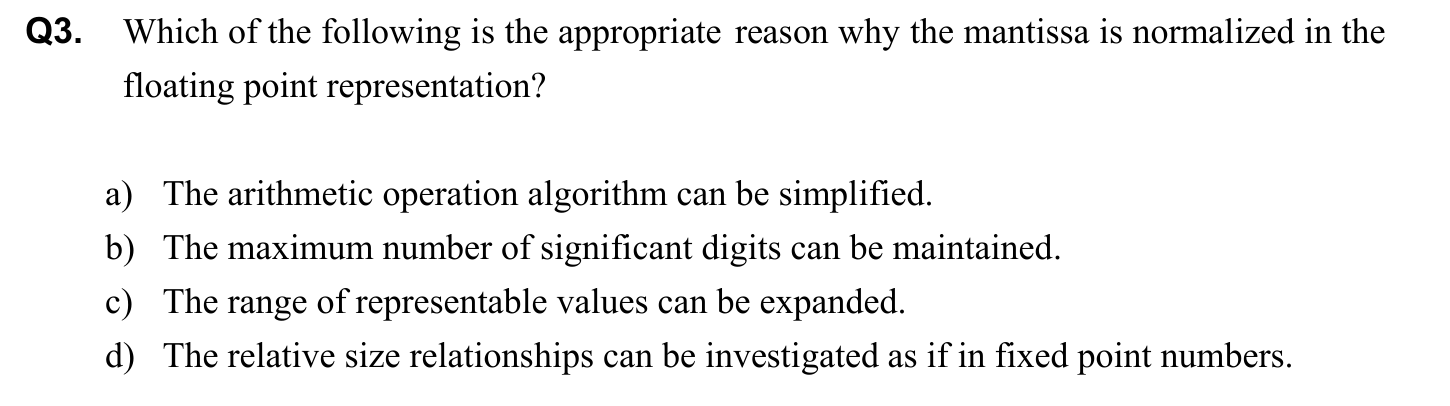 Q3. Which of the following is the appropriate reason why the mantissa is normalized in the
floating point representation?
a) The arithmetic operation algorithm can be simplified.
b) The maximum number of significant digits can be maintained.
c) The range of representable values can be expanded.
d) The relative size relationships can be investigated as if in fixed point numbers.